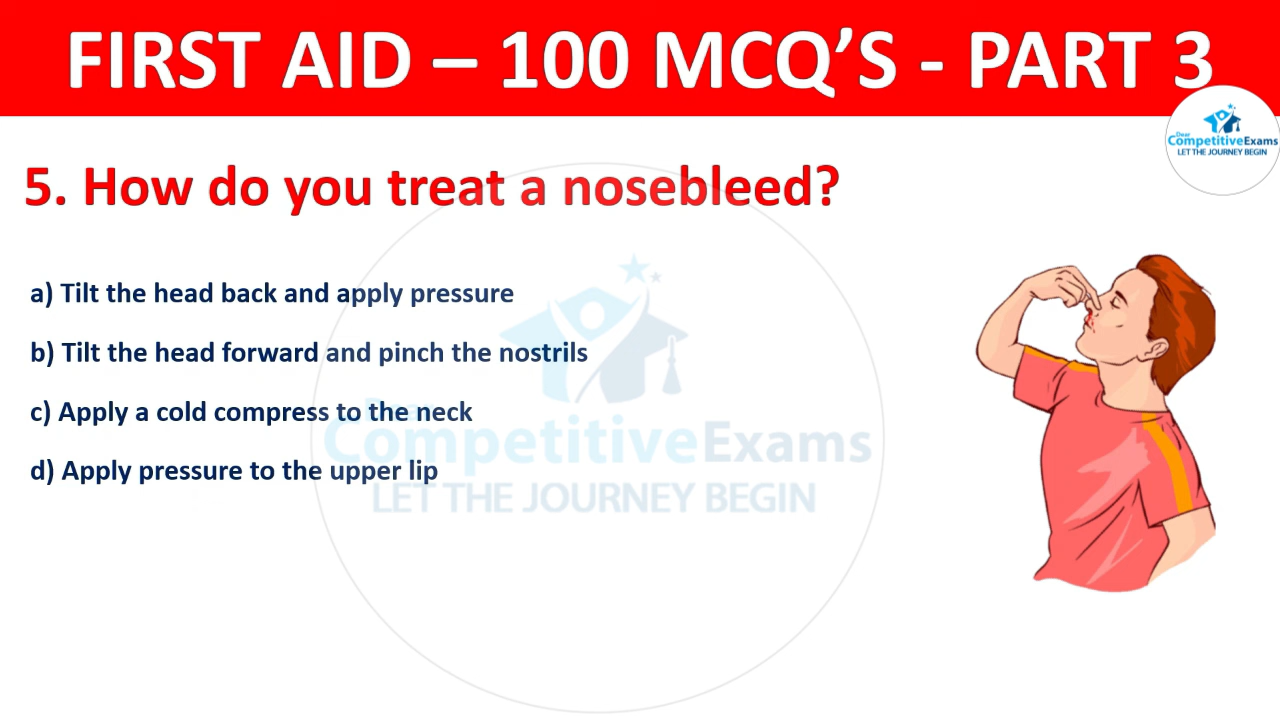 FIRST AID – 100 MCQ’S - PART 3
Dear
CompetitiveExams
LET THE JOURNEY BEGIN
5. How do you treat a nosebleed?
a) Tilt the head back and apply pressure
b) Tilt the head forward and pinch the nostrils
c) Apply a cold compress to the neck
d) Apply pressure to the upper lip
Dear
CompetitiveExams
LET THE JOURNEY BEGIN